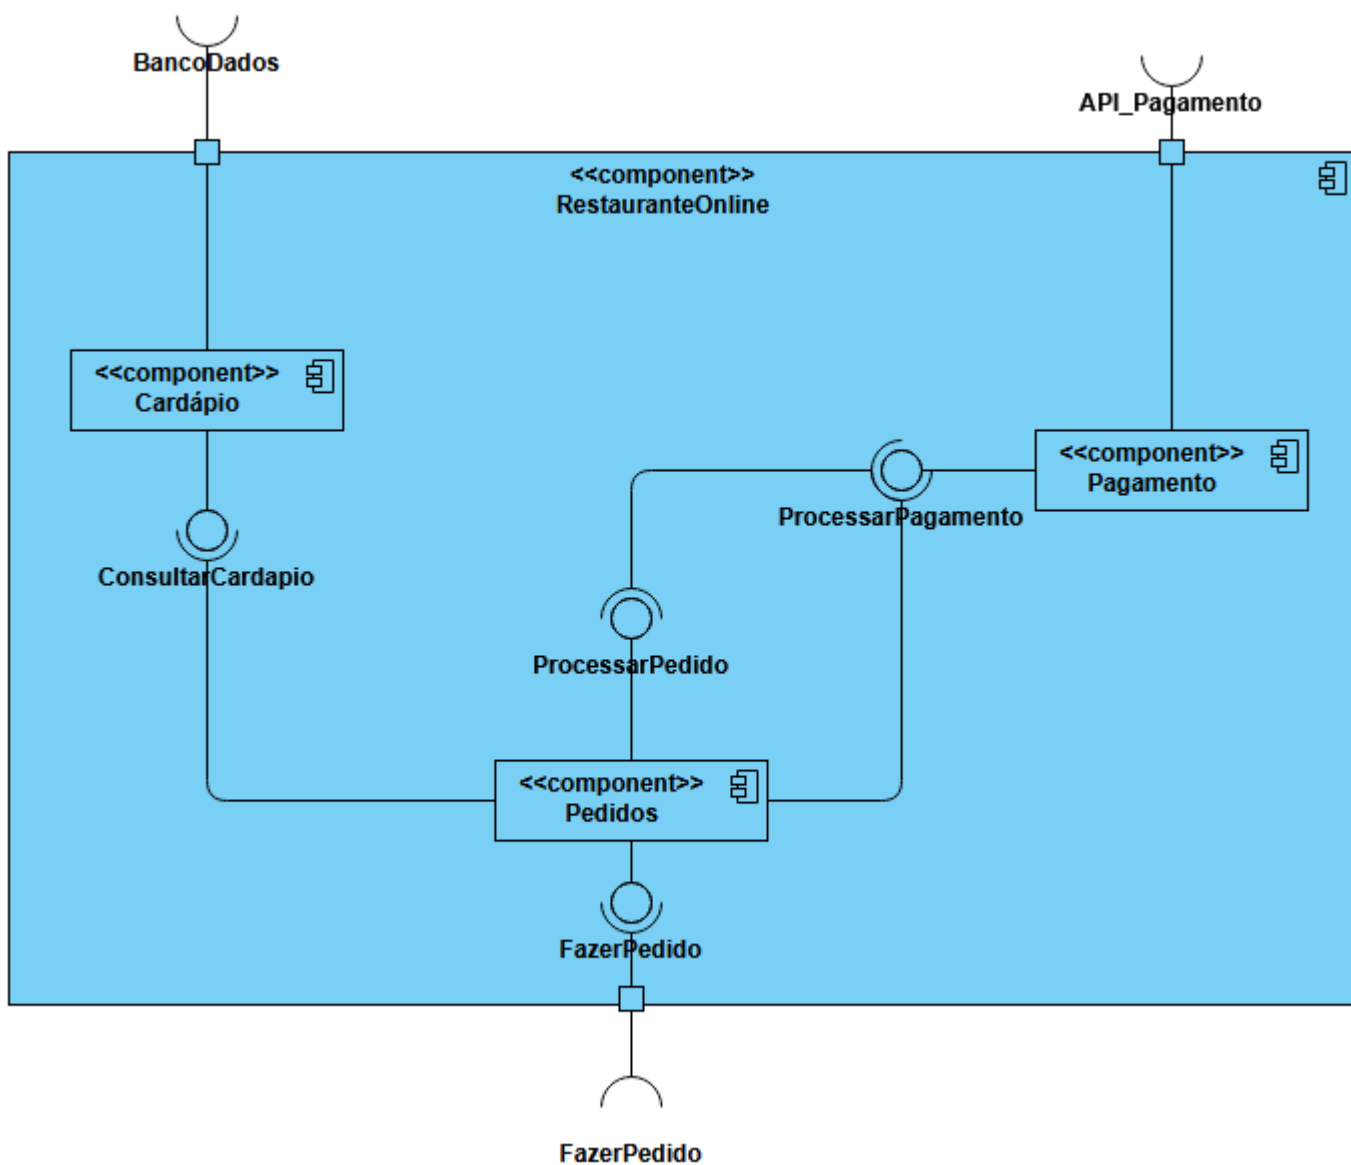 BancoDados
API_Pagamento
<<component>>
RestauranteOnline
<<component>>
Cardápio
<<component>>
Pagamento
ProcessarPagamento
ConsultarCardapio
ProcessarPedido
<<component>>
Pedidos
FazerPedido
FazerPedido